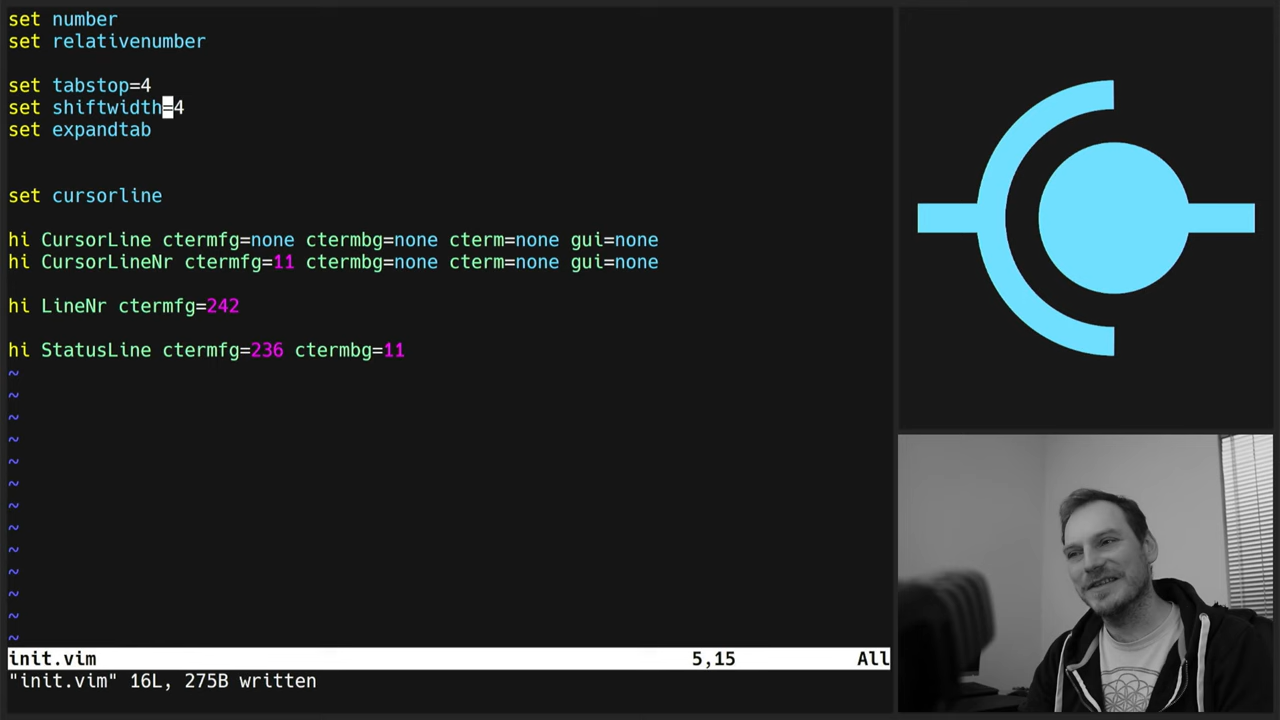 set number
set relativenumber
set tabstop=4
set shiftwidth=4
set expandtab
set cursorline
hi CursorLine ctermfg=none ctermbg=none cterm=none gui=none
hi CursorLineNr ctermfg=11 ctermbg=none cterm=none gui=none
hi LineNr ctermfg=242
hi StatusLine ctermfg=236 ctermbg=11
~
~
~
~
~
~
~
~
~
~
~
~
~
init.vim 5,15 All
"init.vim" 16L, 275B written